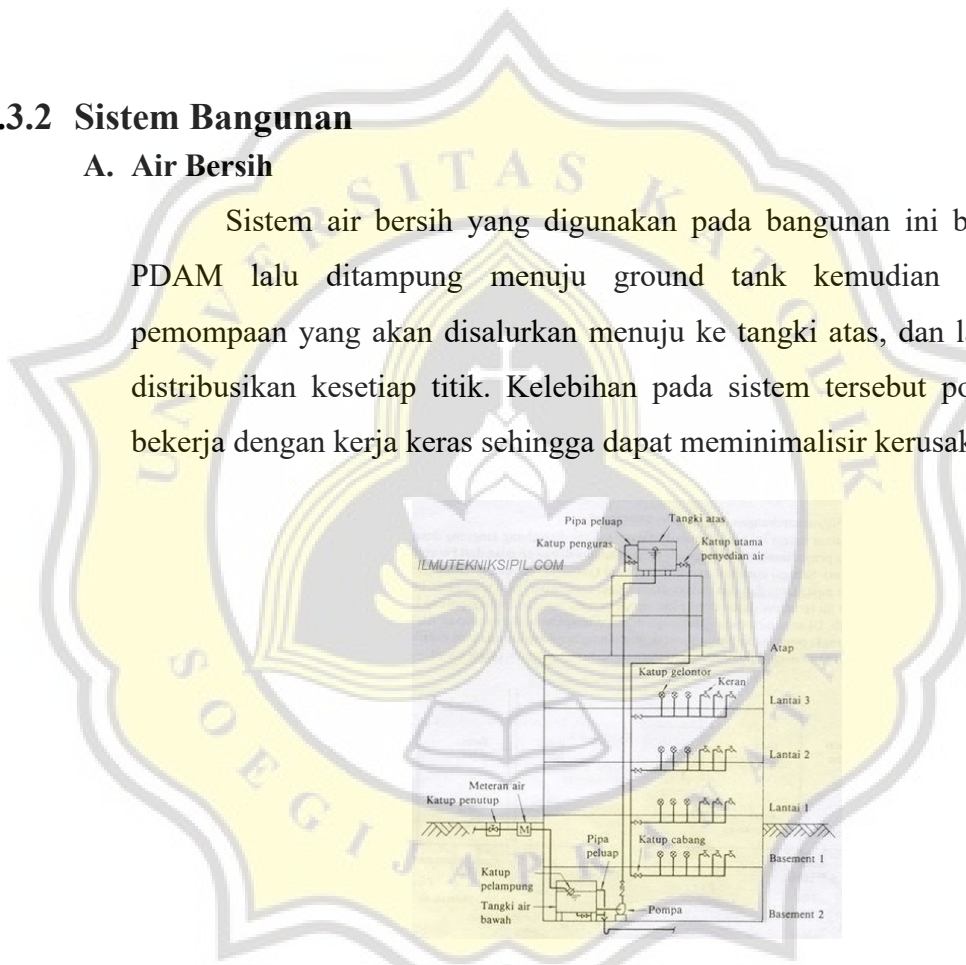 .3.2 Sistem Bangunan
A. Air Bersih
Sistem air bersih yang digunakan pada bangunan ini b
PDAM lalu ditampung menuju ground tank kemudian
pemompaan yang akan disalurkan menuju ke tangki atas, dan l
distribusikan kesetiap titik. Kelebihan pada sistem tersebut po
bekerja dengan kerja keras sehingga dapat meminimalisir kerusak
UNIVERSITAS KATOLIK
SOEGIJAPRANATA
ILMUTEKNIKSIPIL.COM
Pipa peluap
Tangki atas
Katup penguras
Katup utama
penyedian air
Atap
Katup gelontor
Keran
Lantai 3
Lantai 2
Meteran air
Katup penutup
M
Lantai 1
Pipa
peluap
Katup cabang
Basement 1
Katup
pelampung
Tangki air
bawah
Pompa
Basement 2